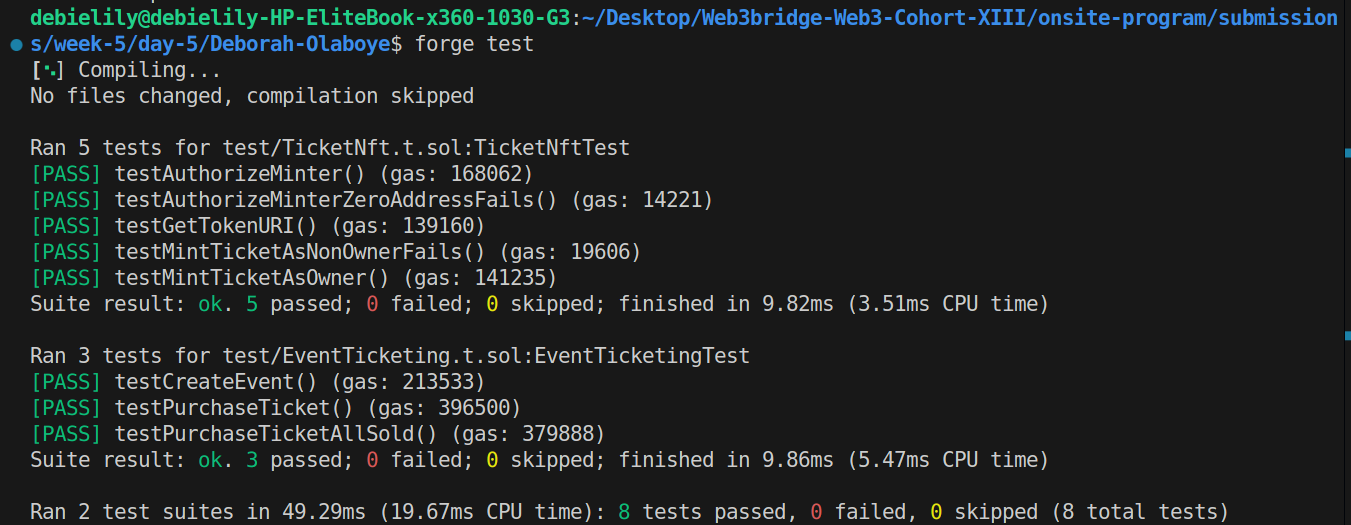 debielily@debielily-HP-EliteBook-x360-1030-G3:~/Desktop/Web3bridge-Web3-Cohort-XIII/onsite-program/submission
s/week-5/day-5/Deborah-Olaboye$ forge test
[⠑] Compiling...
No files changed, compilation skipped

Ran 5 tests for test/TicketNft.t.sol:TicketNftTest
[PASS] testAuthorizeMinter() (gas: 168062)
[PASS] testAuthorizeMinterZeroAddressFails() (gas: 14221)
[PASS] testGetTokenURI() (gas: 139160)
[PASS] testMintTicketAsNonOwnerFails() (gas: 19606)
[PASS] testMintTicketAsOwner() (gas: 141235)
Suite result: ok. 5 passed; 0 failed; 0 skipped; finished in 9.82ms (3.51ms CPU time)

Ran 3 tests for test/EventTicketing.t.sol:EventTicketingTest
[PASS] testCreateEvent() (gas: 213533)
[PASS] testPurchaseTicket() (gas: 396500)
[PASS] testPurchaseTicketAllSold() (gas: 379888)
Suite result: ok. 3 passed; 0 failed; 0 skipped; finished in 9.86ms (5.47ms CPU time)

Ran 2 test suites in 49.29ms (19.67ms CPU time): 8 tests passed, 0 failed, 0 skipped (8 total tests)